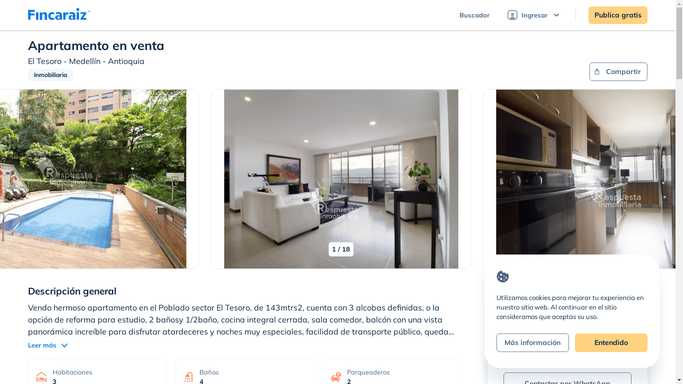 Fincaraiz
Buscador
Ingresar
Publica gratis
Apartamento en venta
El Tesoro - Medellín - Antioquia
Inmobiliaria
Compartir
Respuesta
Inmobiliaria
Respuesta
Inmobiliaria
Respuesta
Inmobiliaria
1 / 18
Descripción general
Vendo hermoso apartamento en el Poblado sector El Tesoro, de 143mtrs2, cuenta con 3 alcobas definidas, o la
opción de reforma para estudio, 2 bañosy 1/2baño, cocina integral cerrada, sala comedor, balcón con una vista
panorámica increíble para disfrutar atardeceres y noches muy especiales, facilidad de transporte público, queda...
Leer más
Habitaciones
3
Baños
4
Parqueaderos
2
Utilizamos cookies para mejorar tu experiencia en
nuestro sitio web. Al continuar en el sitio
consideramos que aceptas su uso.
Más información
Entendido
Contactar por WhatsApp